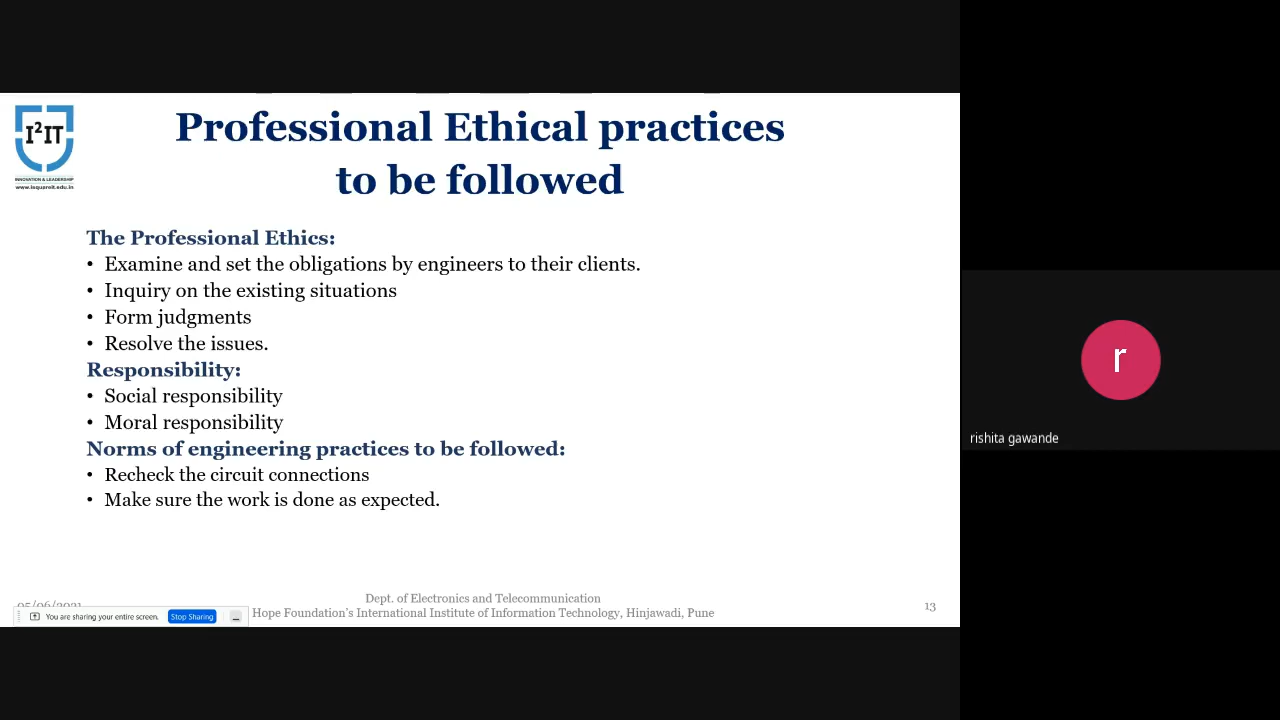 I²IT
INNOVATION & LEADERSHIP
www.isquareit.edu.in
Professional Ethical practices
to be followed
The Professional Ethics:
• Examine and set the obligations by engineers to their clients.
• Inquiry on the existing situations
• Form judgments
• Resolve the issues.
Responsibility:
• Social responsibility
• Moral responsibility
Norms of engineering practices to be followed:
• Recheck the circuit connections
• Make sure the work is done as expected.
05/06/2021
Dept. of Electronics and Telecommunication
Hope Foundation’s International Institute of Information Technology, Hinjawadi, Pune
13
You are sharing your entire screen.
Stop Sharing
r
rishita gawande